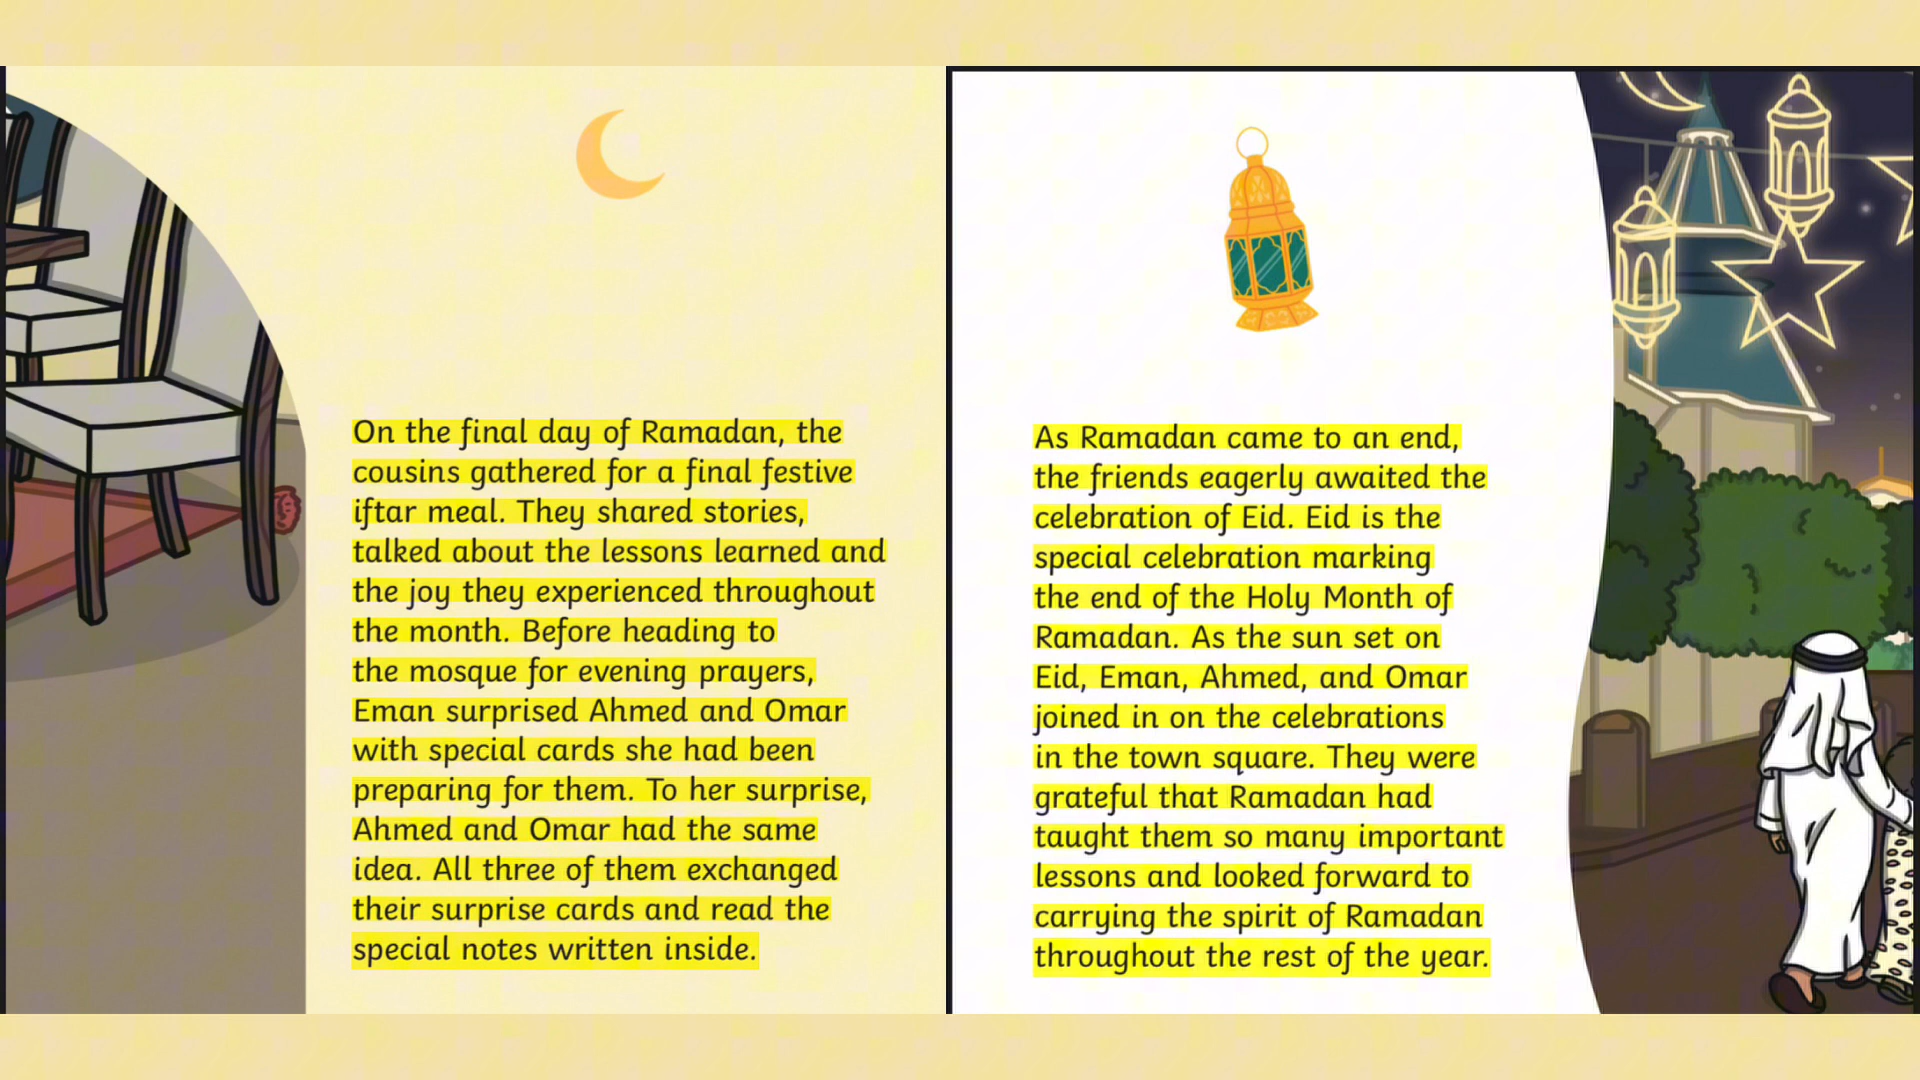 On the final day of Ramadan, the
cousins gathered for a final festive
iftar meal. They shared stories,
talked about the lessons learned and
the joy they experienced throughout
the month. Before heading to
the mosque for evening prayers,
Eman surprised Ahmed and Omar
with special cards she had been
preparing for them. To her surprise,
Ahmed and Omar had the same
idea. All three of them exchanged
their surprise cards and read the
special notes written inside.
As Ramadan came to an end,
the friends eagerly awaited the
celebration of Eid. Eid is the
special celebration marking
the end of the Holy Month of
Ramadan. As the sun set on
Eid, Eman, Ahmed, and Omar
joined in on the celebrations
in the town square. They were
grateful that Ramadan had
taught them so many important
lessons and looked forward to
carrying the spirit of Ramadan
throughout the rest of the year.